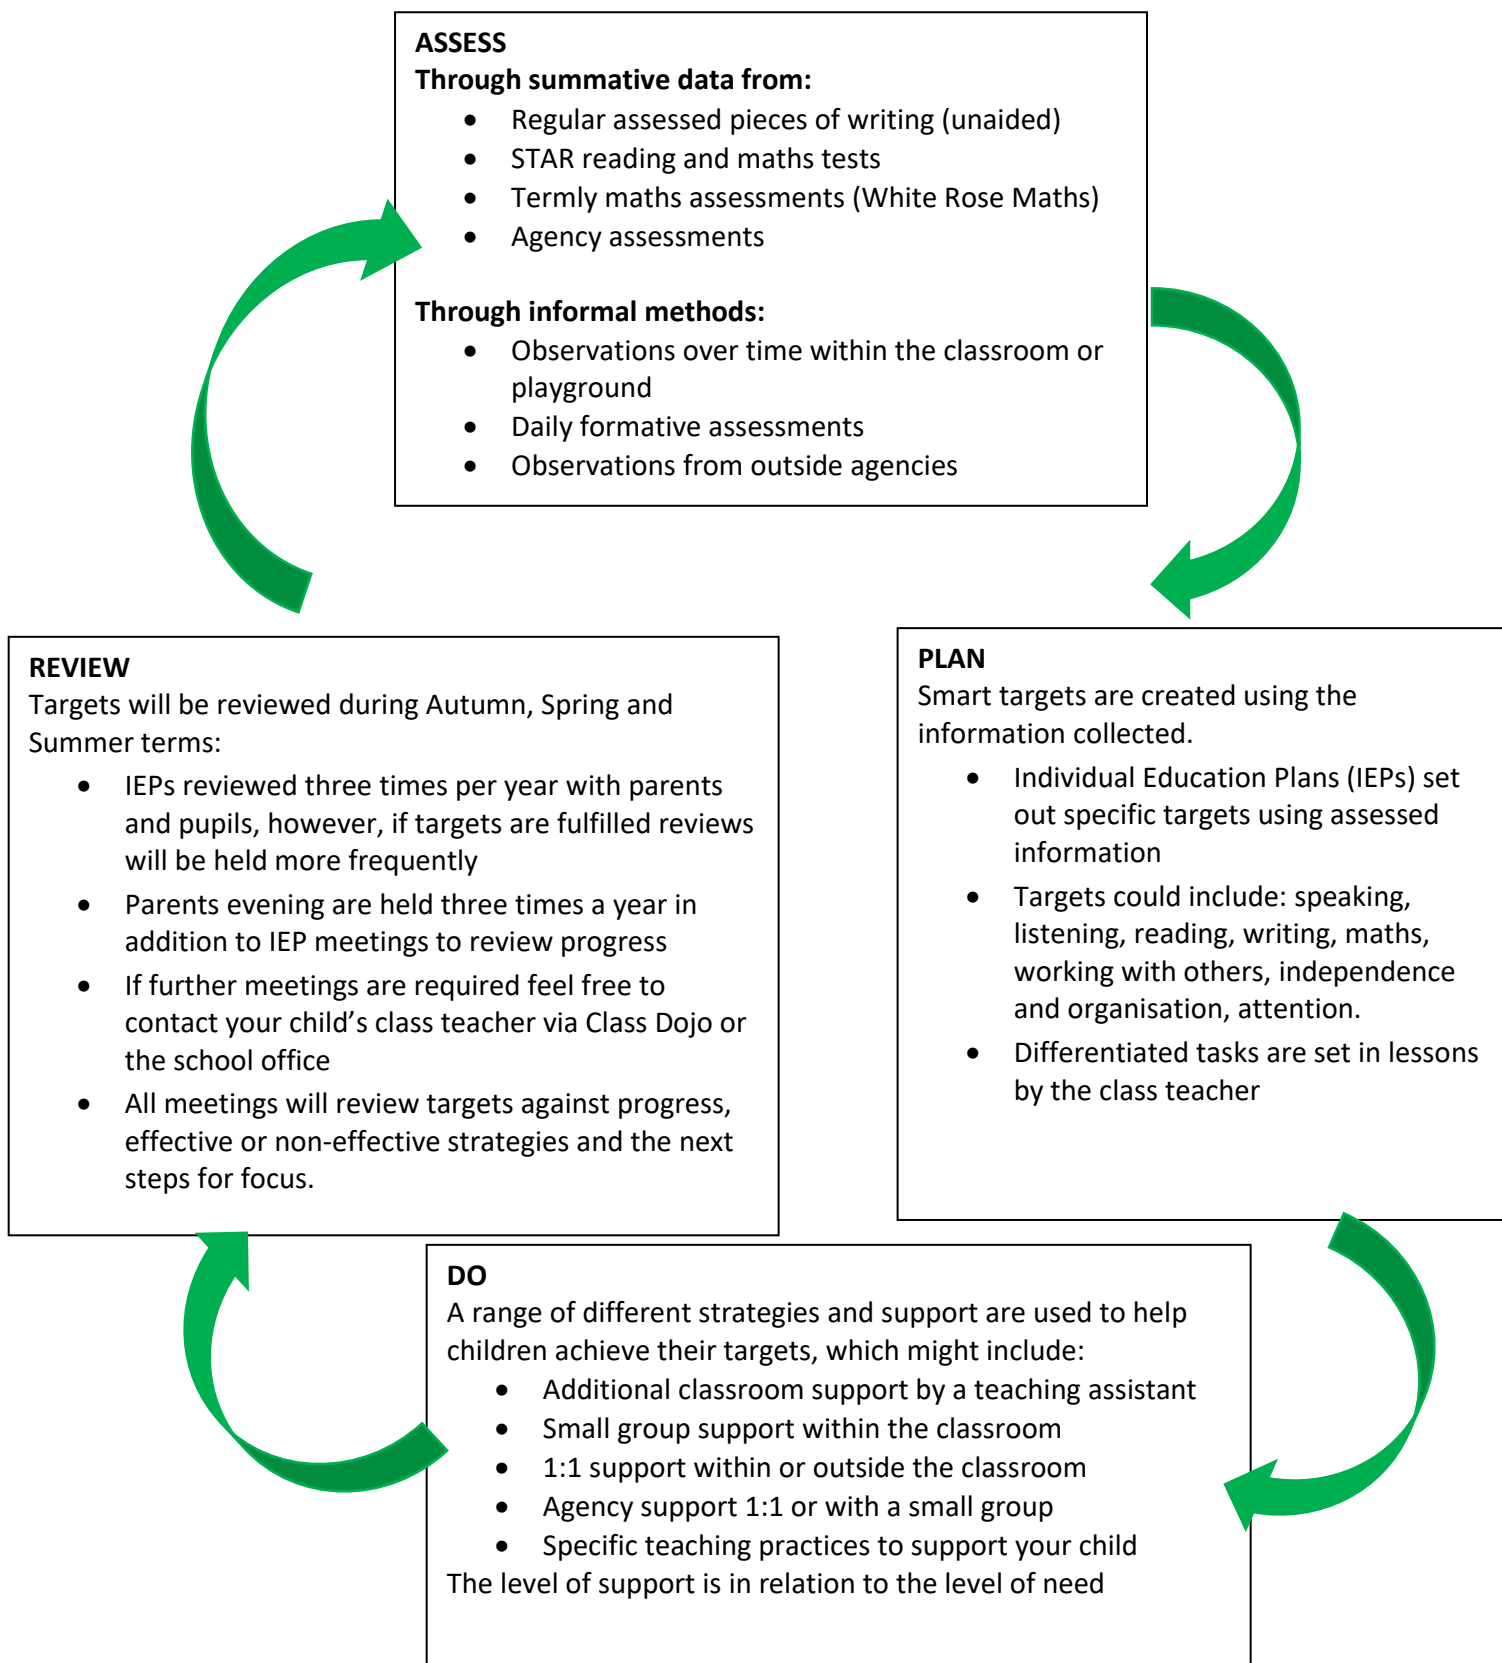 ASSESS
Through summative data from:
• Regular assessed pieces of writing (unaided)
• STAR reading and maths tests
• Termly maths assessments (White Rose Maths)
• Agency assessments
Through informal methods:
• Observations over time within the classroom or
playground
• Daily formative assessments
• Observations from outside agencies
PLAN
Smart targets are created using the
information collected.
• Individual Education Plans (IEPs) set
out specific targets using assessed
information
• Targets could include: speaking,
listening, reading, writing, maths,
working with others, independence
and organisation, attention.
• Differentiated tasks are set in lessons
by the class teacher
DO
A range of different strategies and support are used to help
children achieve their targets, which might include:
• Additional classroom support by a teaching assistant
• Small group support within the classroom
• 1:1 support within or outside the classroom
• Agency support 1:1 or with a small group
• Specific teaching practices to support your child
The level of support is in relation to the level of need
REVIEW
Targets will be reviewed during Autumn, Spring and
Summer terms:
• IEPs reviewed three times per year with parents
and pupils, however, if targets are fulfilled reviews
will be held more frequently
• Parents evening are held three times a year in
addition to IEP meetings to review progress
• If further meetings are required feel free to
contact your child’s class teacher via Class Dojo or
the school office
• All meetings will review targets against progress,
effective or non-effective strategies and the next
steps for focus.